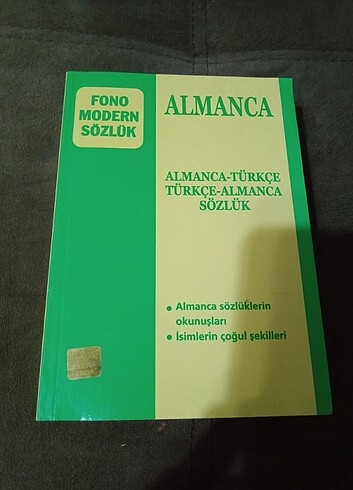 FONO
MODERN
SÖZLÜK
ALMANCA
ALMANCA-TÜRKÇE
TÜRKÇE-ALMANCA
SÖZLÜK
• Almanca sözlüklerin
okunuşları
• İsimlerin çoğul şekilleri